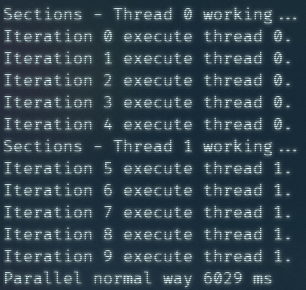 Sections - Thread 0 working...
Iteration 0 execute thread 0.
Iteration 1 execute thread 0.
Iteration 2 execute thread 0.
Iteration 3 execute thread 0.
Iteration 4 execute thread 0.
Sections - Thread 1 working...
Iteration 5 execute thread 1.
Iteration 6 execute thread 1.
Iteration 7 execute thread 1.
Iteration 8 execute thread 1.
Iteration 9 execute thread 1.
Parallel normal way 6029 ms